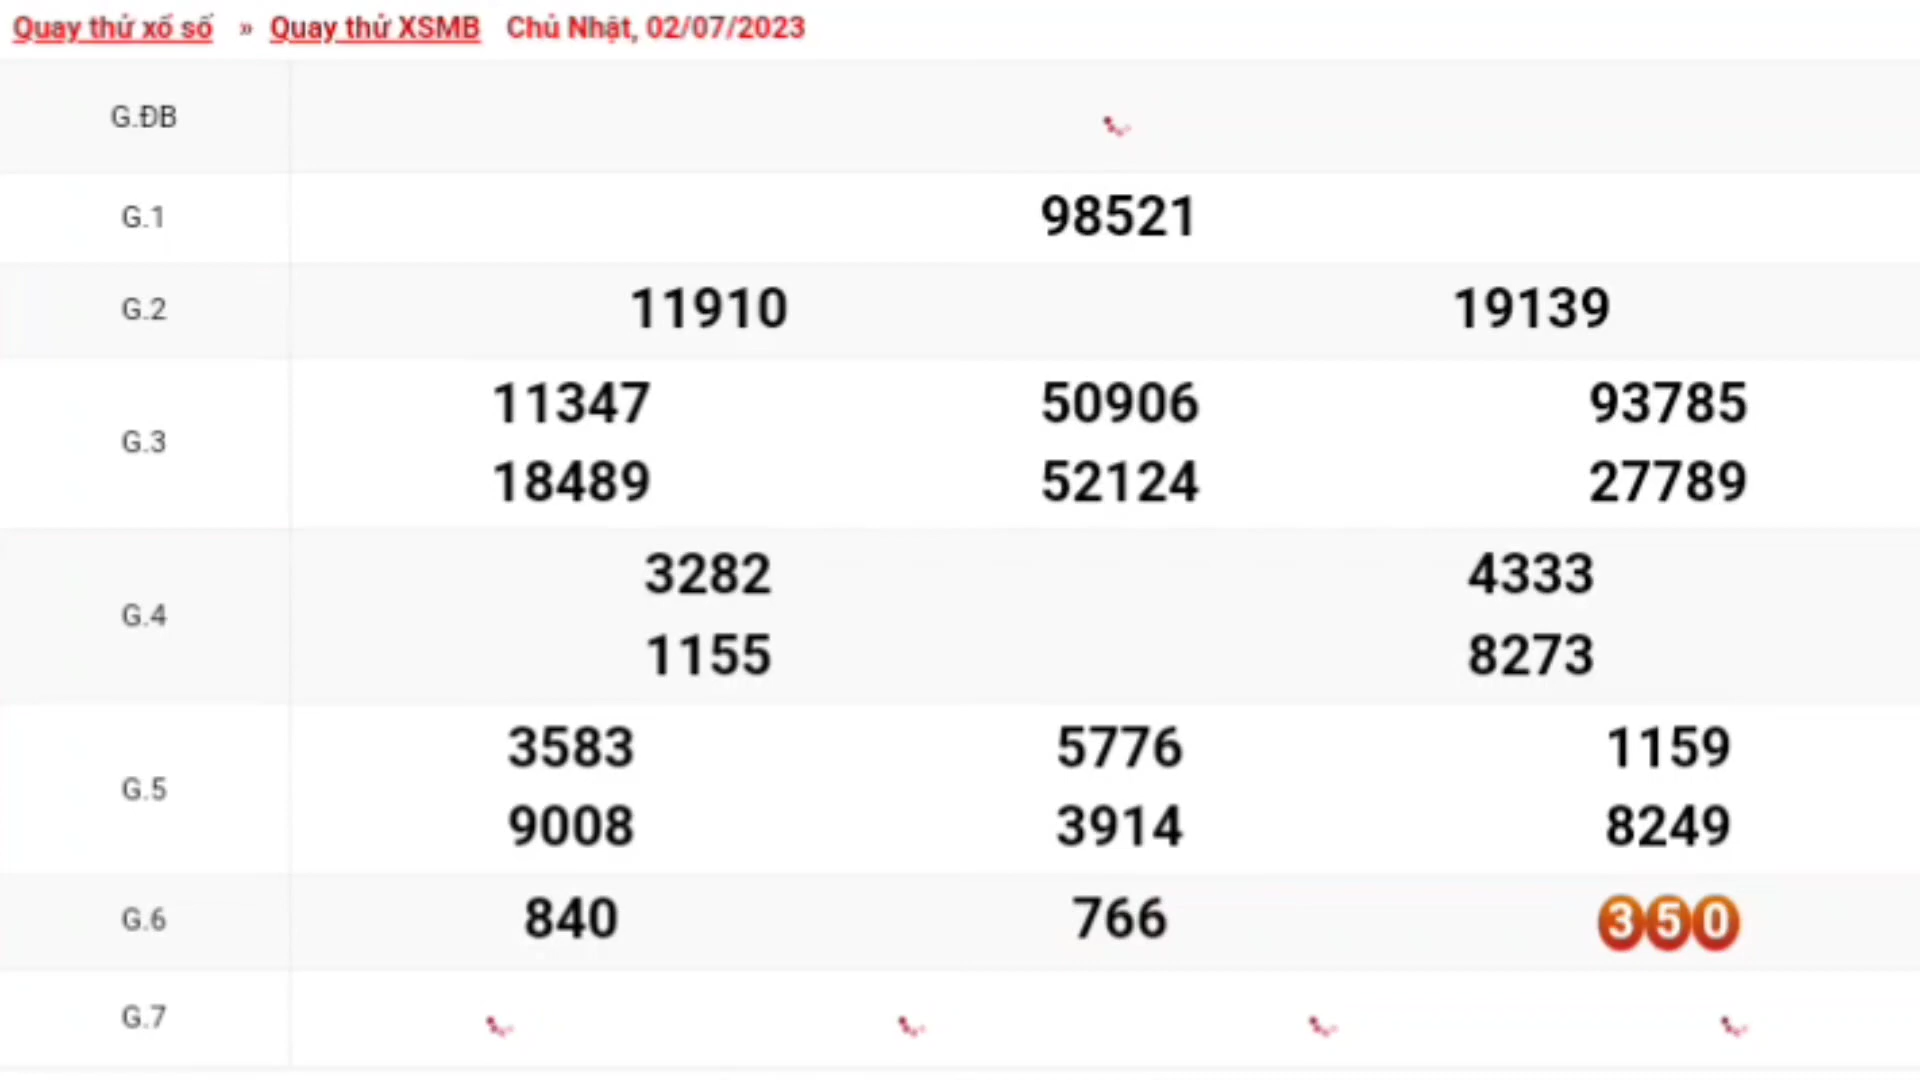 Quay thử xổ số » Quay thử XSMB Chủ Nhật, 02/07/2023
G.ĐB
G.1 98521
G.2 11910 19139
G.3 11347 50906 93785
18489 52124 27789
G.4 3282 4333
1155 8273
G.5 3583 5776 1159
9008 3914 8249
G.6 840 766 350
G.7